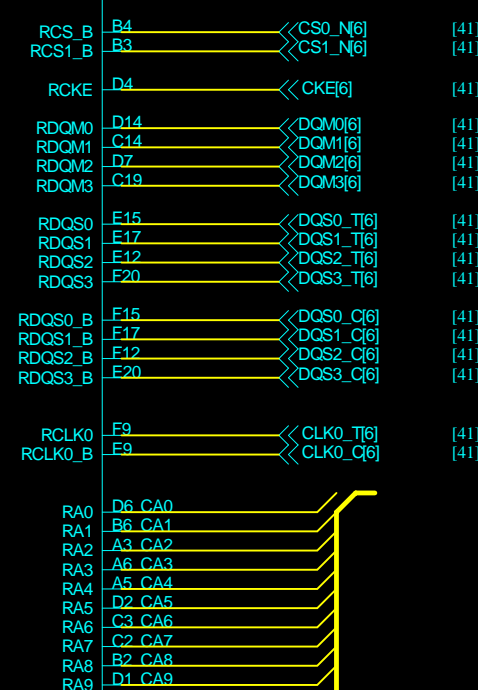 RCS_B B4 CS0_N[6] [41]
RCS1_B B3 CS1_N[6] [41]
RCKE D4 CKE[6] [41]
RDQM0 D14 DQM0[6] [41]
RDQM1 C14 DQM1[6] [41]
RDQM2 D7 DQM2[6] [41]
RDQM3 C19 DQM3[6] [41]
RDQS0 E15 DQS0_T[6] [41]
RDQS1 E17 DQS1_T[6] [41]
RDQS2 E12 DQS2_T[6] [41]
RDQS3 F20 DQS3_T[6] [41]
RDQS0_B F15 DQS0_C[6] [41]
RDQS1_B F17 DQS1_C[6] [41]
RDQS2_B F12 DQS2_C[6] [41]
RDQS3_B E20 DQS3_C[6] [41]
RCLK0 F9 CLK0_T[6] [41]
RCLK0_B E9 CLK0_C[6] [41]
RA0 D6 CA0
RA1 B6 CA1
RA2 A3 CA2
RA3 A6 CA3
RA4 A5 CA4
RA5 D2 CA5
RA6 C3 CA6
RA7 C2 CA7
RA8 B2 CA8
RA9 D1 CA9